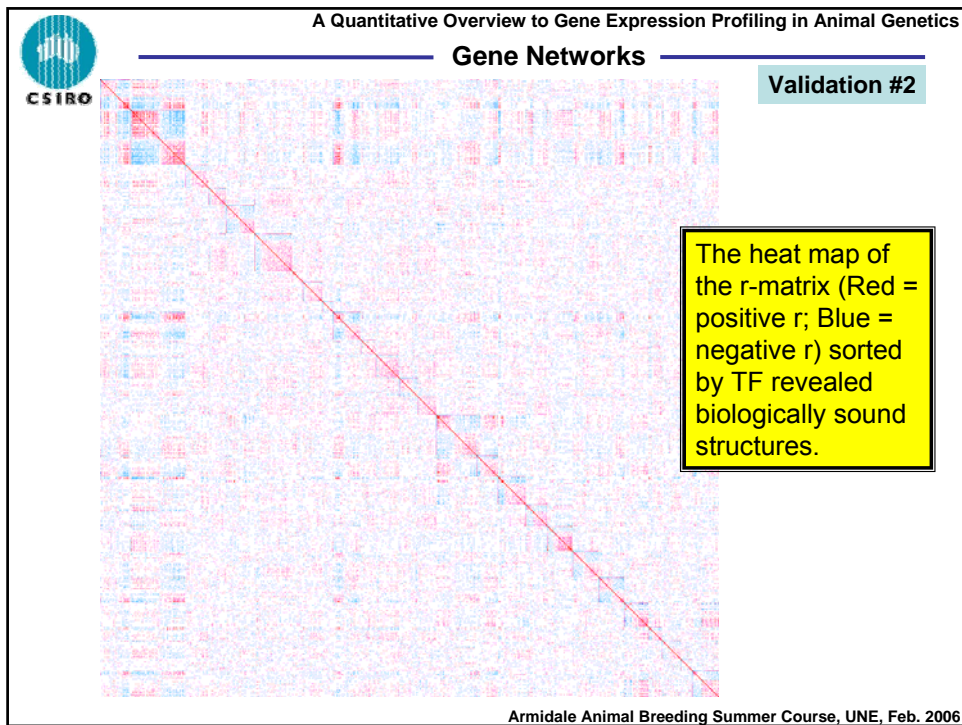 A Quantitative Overview to Gene Expression Profiling in Animal Genetics
Gene Networks
CSIRO
Validation #2
The heat map of
the r-matrix (Red =
positive r; Blue =
negative r) sorted
by TF revealed
biologically sound
structures.
Armidale Animal Breeding Summer Course, UNE, Feb. 2006